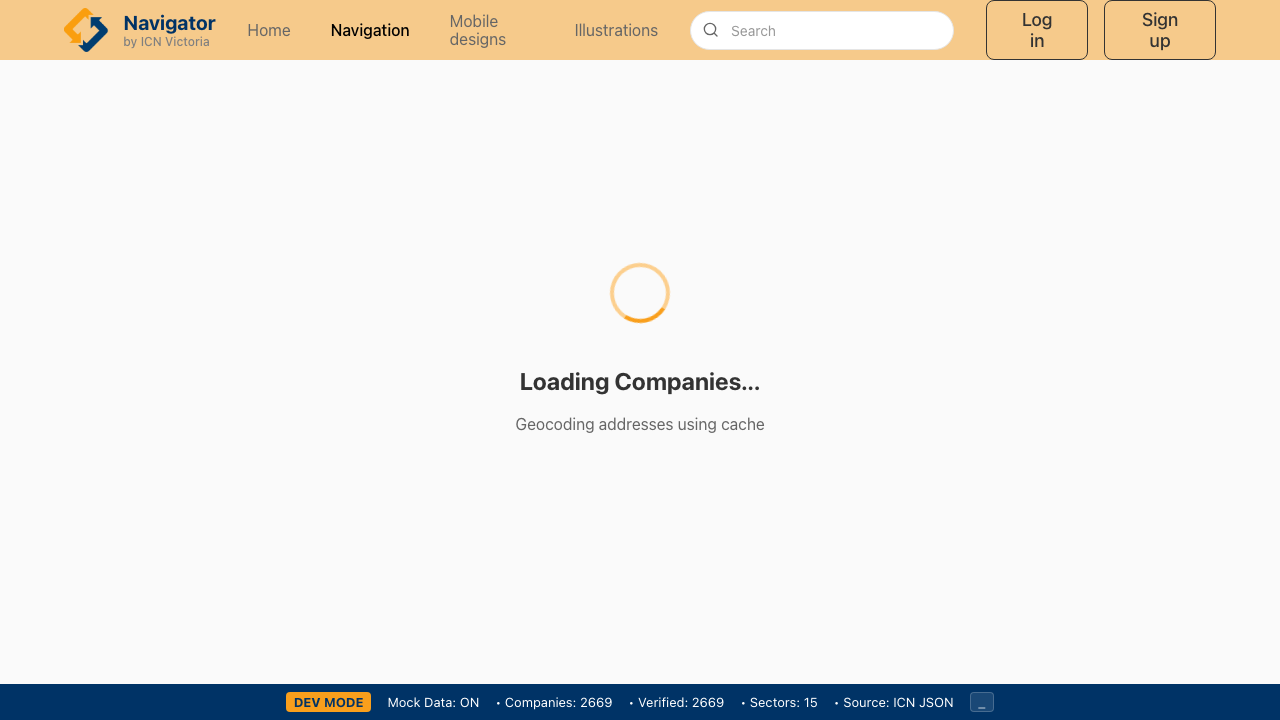 Navigator
by ICN Victoria
Home
Navigation
Mobile
designs
Illustrations
Search
Log
in
Sign
up
Loading Companies...
Geocoding addresses using cache
DEV MODE
Mock Data: ON
• Companies: 2669
• Verified: 2669
• Sectors: 15
• Source: ICN JSON
_